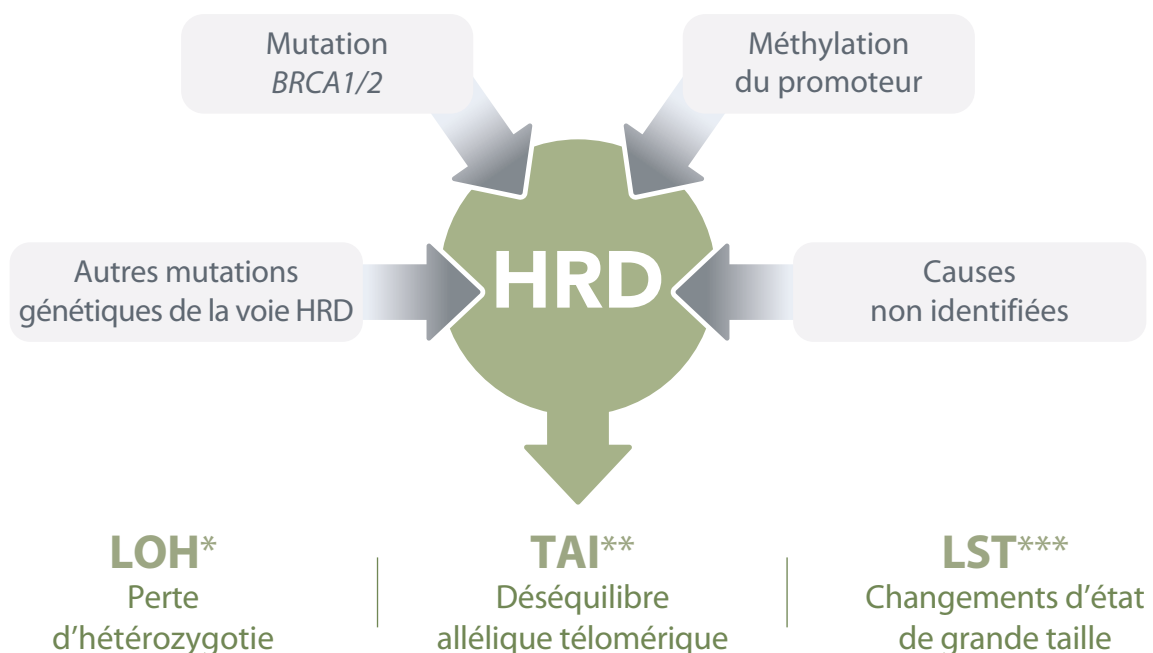 Mutation
BRCA1/2
Méthylation
du promoteur
Autres mutations
génétiques de la voie HRD
HRD
Causes
non identifiées
LOH*
Perte
d’hétérozygotie
TAI**
Déséquilibre
allélique télomérique
LST***
Changements d’état
de grande taille